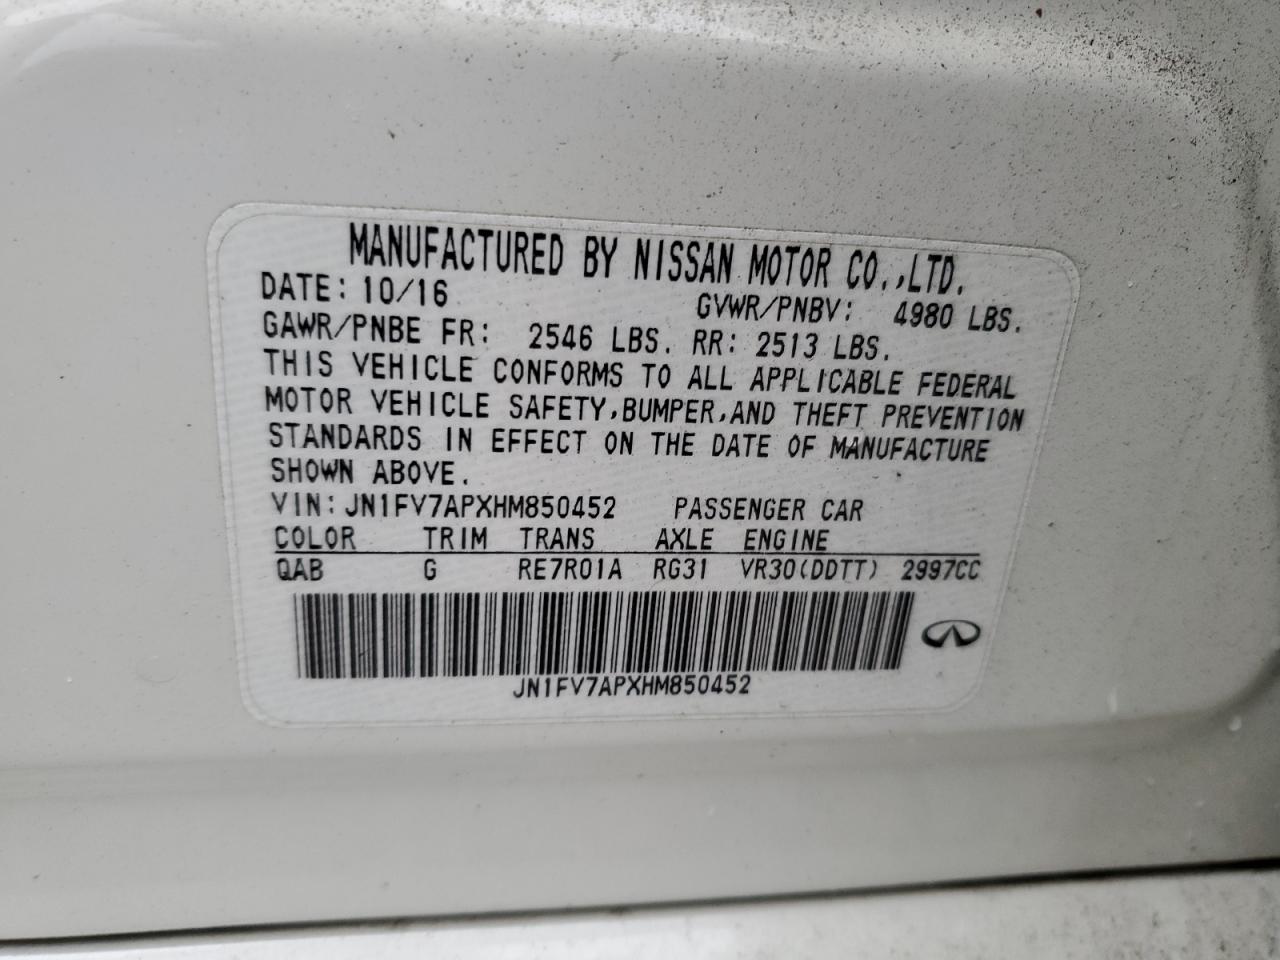 MANUFACTURED BY NISSAN MOTOR CO.,LTD.
DATE: 10/16 GVWR/PNBV: 4980 LBS.
GAWR/PNBE FR: 2546 LBS. RR: 2513 LBS.
THIS VEHICLE CONFORMS TO ALL APPLICABLE FEDERAL
MOTOR VEHICLE SAFETY,BUMPER,AND THEFT PREVENTION
STANDARDS IN EFFECT ON THE DATE OF MANUFACTURE
SHOWN ABOVE.
VIN: JN1FV7APXHM850452 PASSENGER CAR
COLOR TRIM TRANS AXLE ENGINE
QAB G RE7R01A RG31 VR30(DDTT) 2997CC
JN1FV7APXHM850452